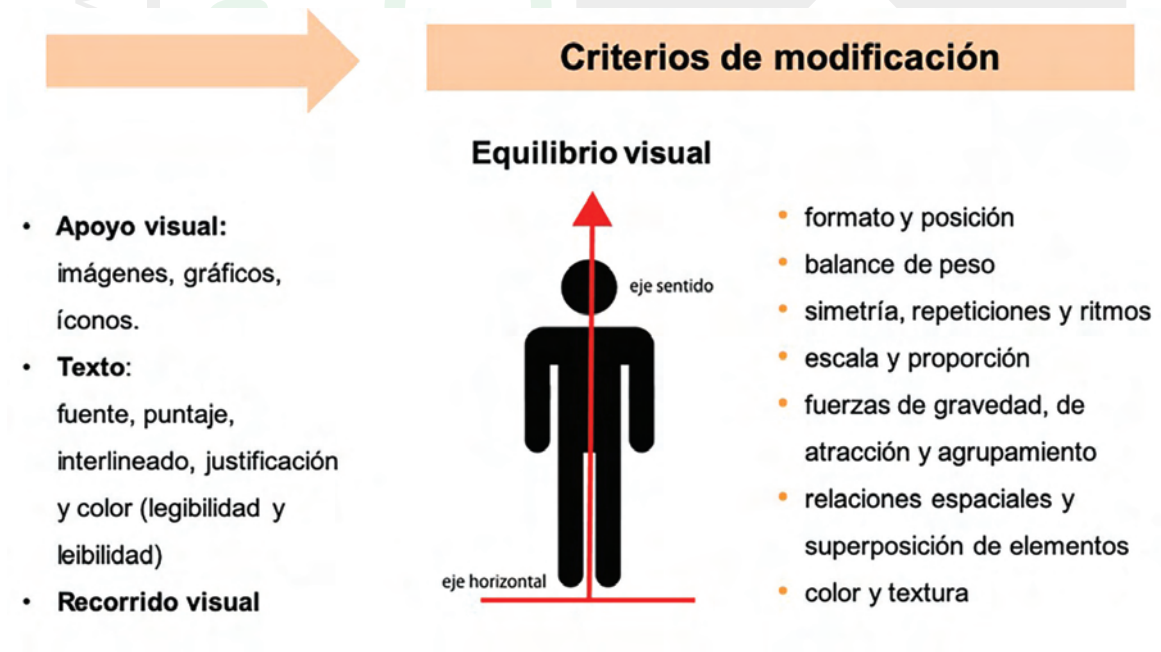 Criterios de modificación
• Apoyo visual:
imágenes, gráficos,
íconos.
• Texto:
fuente, puntaje,
interlineado, justificación
y color (legibilidad y
leibilidad)
• Recorrido visual
Equilibrio visual
eje sentido
eje horizontal
• formato y posición
• balance de peso
• simetría, repeticiones y ritmos
• escala y proporción
• fuerzas de gravedad, de
atracción y agrupamiento
• relaciones espaciales y
superposición de elementos
• color y textura